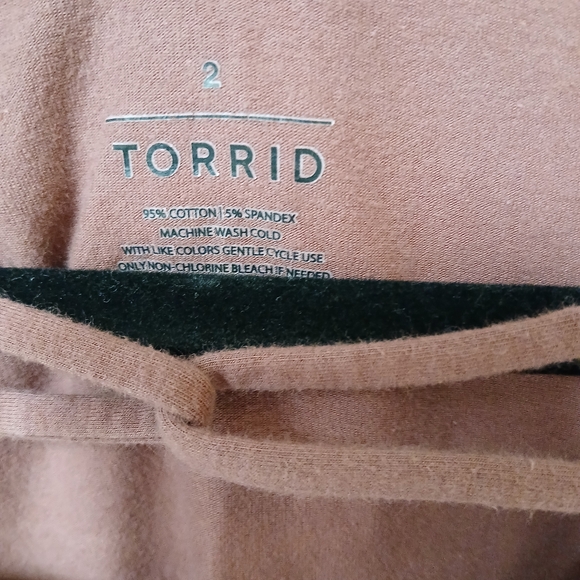 2
TORRID
95% COTTON | 5% SPANDEX
MACHINE WASH COLD
WITH LIKE COLORS GENTLE CYCLE USE
ONLY NON-CHLORINE BLEACH IF NEEDED